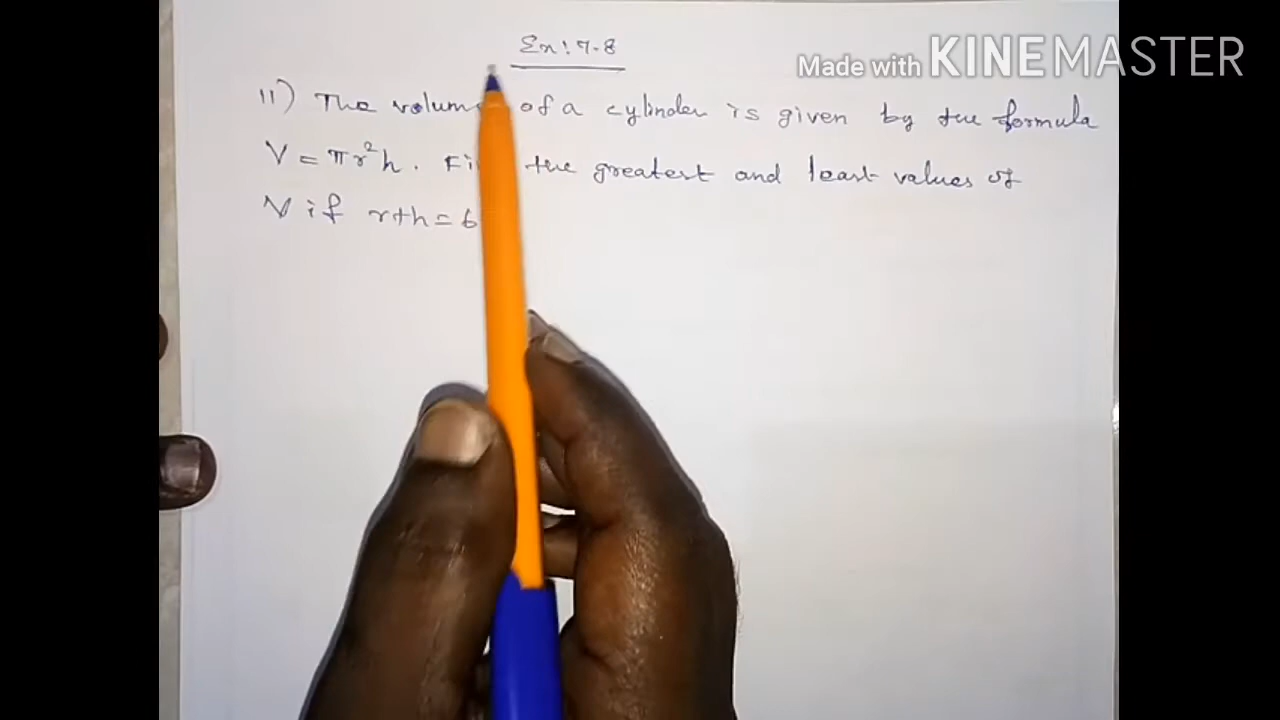 Made with KINEMASTER
Ex: 7.8
11) The volum of a cylinder is given by the formula
V = πr²h. Fi the greatest and least values of
V if r+h=6